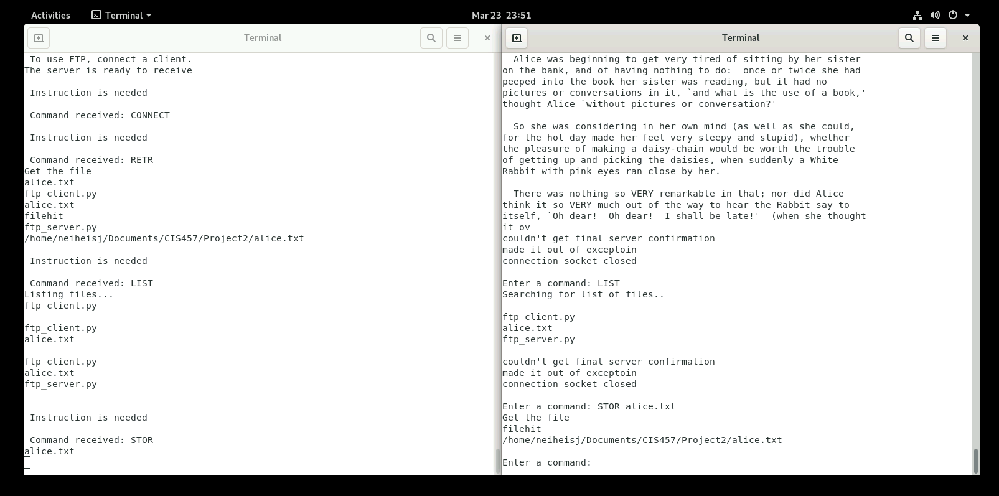 Activities
Terminal
Mar 23 23:51
Terminal
To use FTP, connect a client.
The server is ready to receive
Instruction is needed
Command received: CONNECT
Instruction is needed
Command received: RETR
Get the file
alice.txt
ftp_client.py
alice.txt
filehit
ftp_server.py
/home/neiheisj/Documents/CIS457/Project2/alice.txt
Instruction is needed
Command received: LIST
Listing files...
ftp_client.py
ftp_client.py
alice.txt
ftp_client.py
alice.txt
ftp_server.py
Instruction is needed
Command received: STOR
alice.txt
Terminal
Alice was beginning to get very tired of sitting by her sister
on the bank, and of having nothing to do:  once or twice she had
peeped into the book her sister was reading, but it had no
pictures or conversations in it, `and what is the use of a book,'
thought Alice `without pictures or conversation?'
So she was considering in her own mind (as well as she could,
for the hot day made her feel very sleepy and stupid), whether
the pleasure of making a daisy-chain would be worth the trouble
of getting up and picking the daisies, when suddenly a White
Rabbit with pink eyes ran close by her.
There was nothing so VERY remarkable in that; nor did Alice
think it so VERY much out of the way to hear the Rabbit say to
itself, `Oh dear!  Oh dear!  I shall be late!'  (when she thought
it ov
couldn't get final server confirmation
made it out of exceptoin
connection socket closed
Enter a command: LIST
Searching for list of files..
ftp_client.py
alice.txt
ftp_server.py
couldn't get final server confirmation
made it out of exceptoin
connection socket closed
Enter a command: STOR alice.txt
Get the file
filehit
/home/neiheisj/Documents/CIS457/Project2/alice.txt
Enter a command: